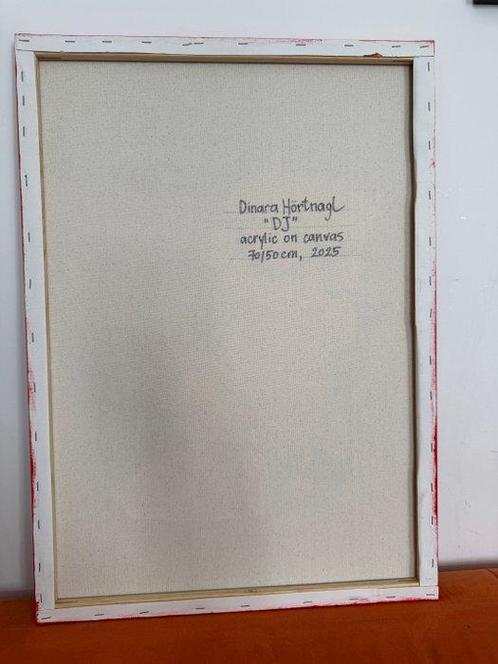 Dinara Hörtnagl
"DJ"
acrylic on canvas
70/50 cm, 2025